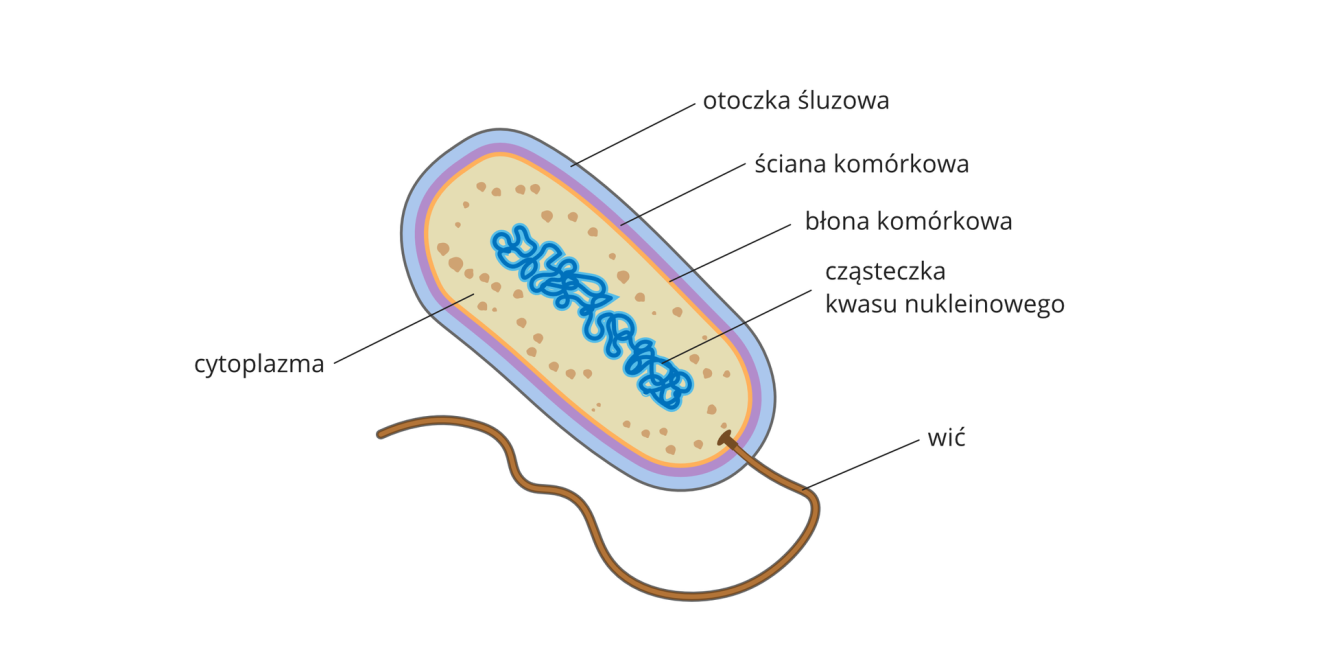 otoczka śluzowa
ściana komórkowa
błona komórkowa
cząsteczka
kwasu nukleinowego
cytoplazma
wić